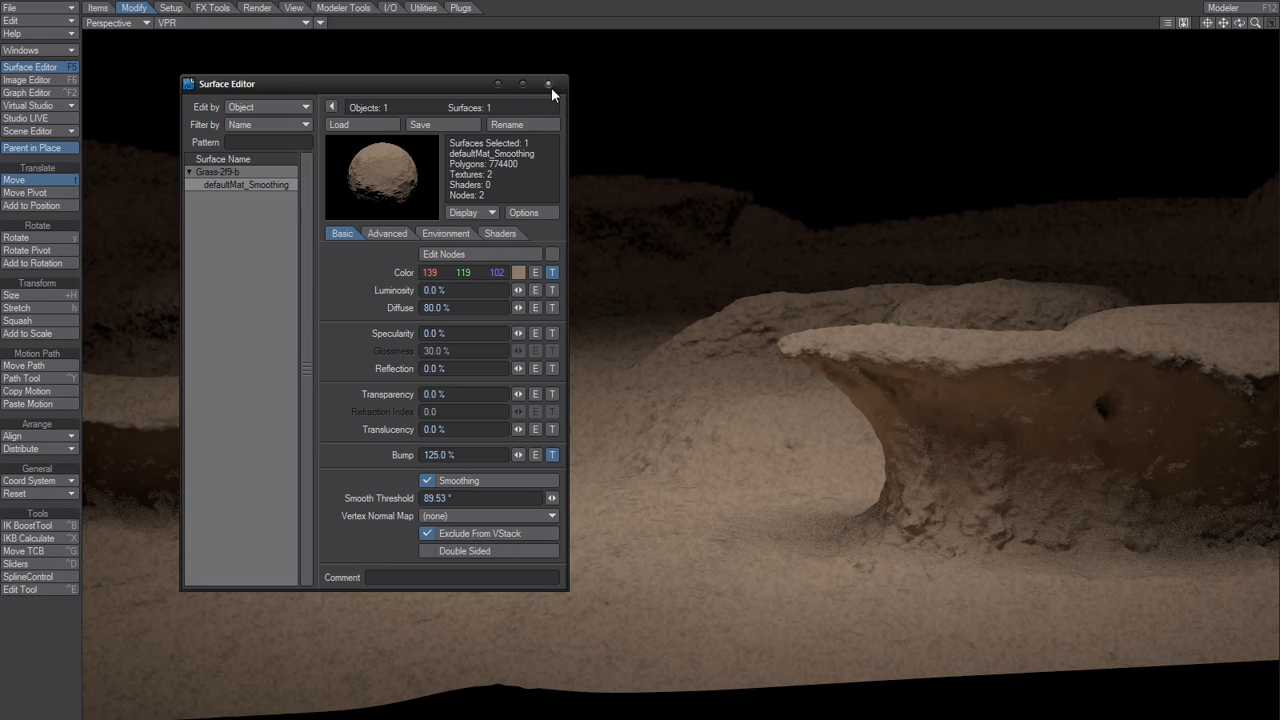 File
Items
Modify
Setup
FX Tools
Render
View
Modeler Tools
I/O
Utilities
Plugs
Modeler
F12
Edit
Perspective
VPR
Help
Windows
Surface Editor F5
Image Editor F6
Graph Editor ^F2
Virtual Studio
Studio LIVE
Scene Editor
Parent in Place
Translate
Move t
Move Pivot
Add to Position
Rotate
Rotate y
Rotate Pivot
Add to Rotation
Transform
Size +H
Stretch h
Squash
Add to Scale
Motion Path
Move Path
Path Tool ^Y
Copy Motion
Paste Motion
Arrange
Align
Distribute
General
Coord System
Reset
Tools
IK BoostTool ^B
IKB Calculate ^X
Move TCB ^G
Sliders ^D
SplineControl
Edit Tool ^E
Surface Editor
Edit by Object
Filter by Name
Pattern
Surface Name
Grass-2f9-b
defaultMat_Smoothing
Objects: 1 Surfaces: 1
Load Save Rename
Surfaces Selected: 1
defaultMat_Smoothing
Polygons: 774400
Textures: 2
Shaders: 0
Nodes: 2
Display Options
Basic Advanced Environment Shaders
Edit Nodes
Color 139 119 102 E T
Luminosity 0.0 % E T
Diffuse 80.0 % E T
Specularity 0.0 % E T
Glossiness 30.0 % E T
Reflection 0.0 % E T
Transparency 0.0 % E T
Refraction Index 0.0 E T
Translucency 0.0 % E T
Bump 125.0 % E T
Smoothing
Smooth Threshold 89.53 °
Vertex Normal Map (none)
Exclude From VStack
Double Sided
Comment